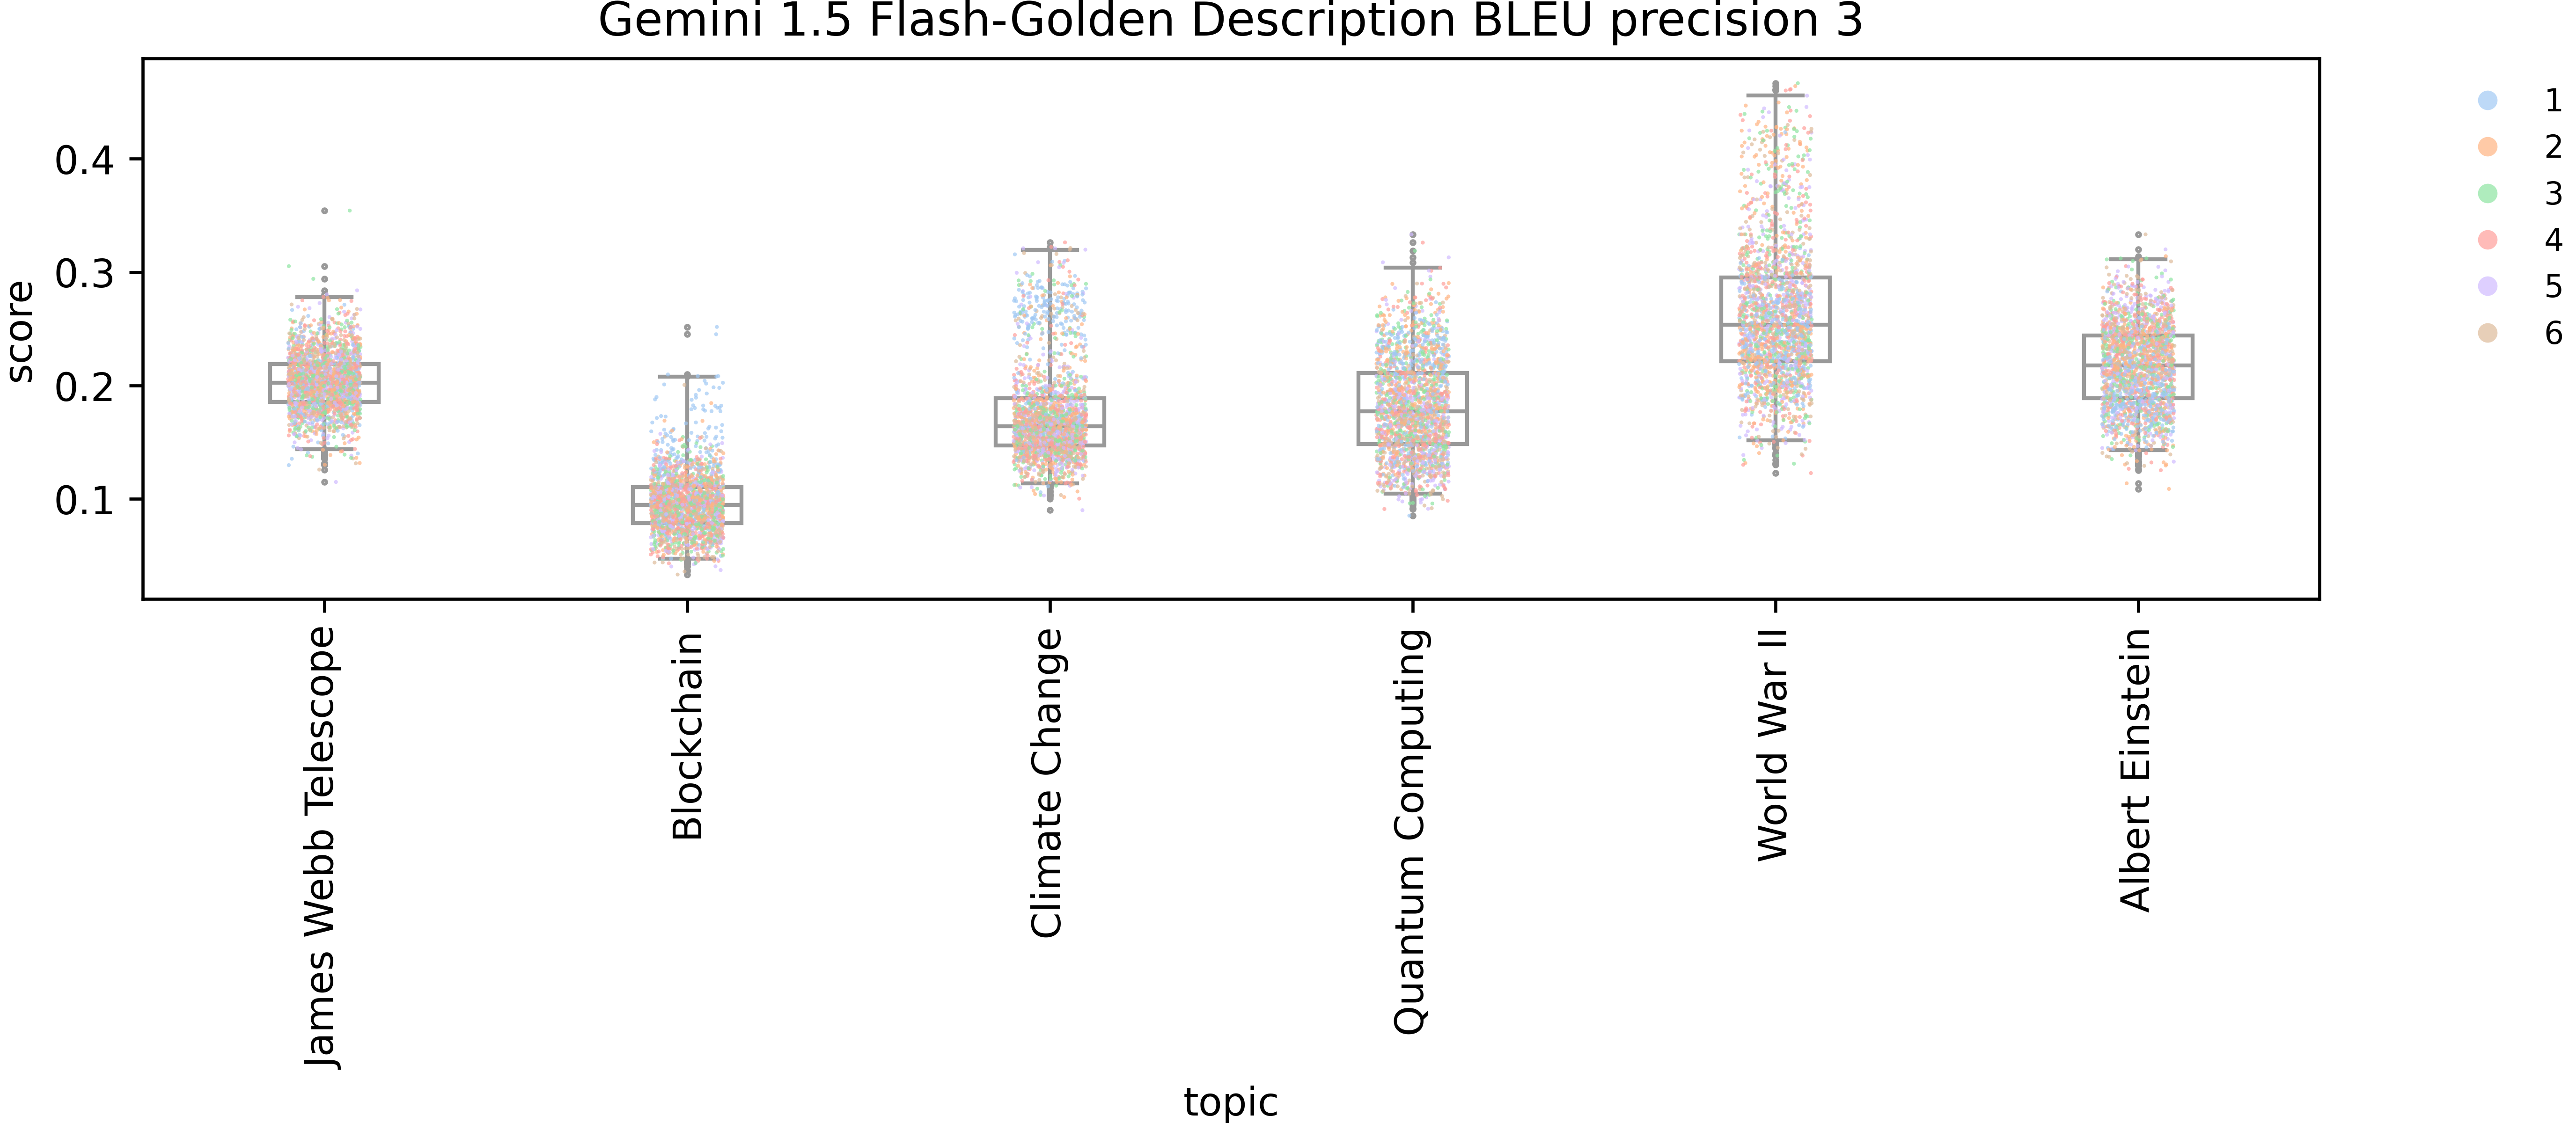 Gemini 1.5 Flash-Golden Description BLEU precision 3
score
0.4
0.3
0.2
0.1
James Webb Telescope
Blockchain
Climate Change
Quantum Computing
World War II
Albert Einstein
topic
1
2
3
4
5
6